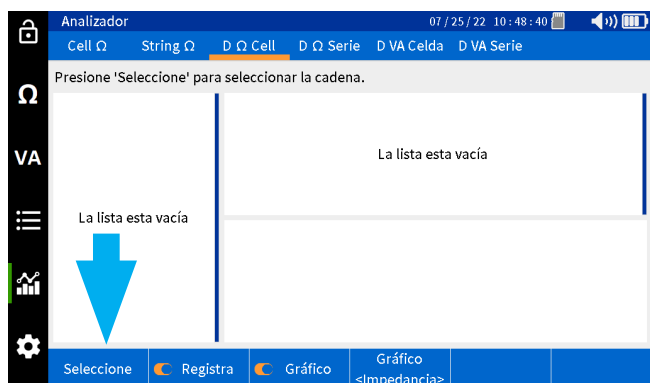 Analizador
07/25/22 10:48:40
Cell Ω String Ω D Ω Cell D Ω Serie D VA Celda D VA Serie
Presione 'Seleccione' para seleccionar la cadena.
Ω
VA
La lista esta vacía
La lista esta vacía
Seleccione Registra Gráfico Gráfico
<Impedancia>